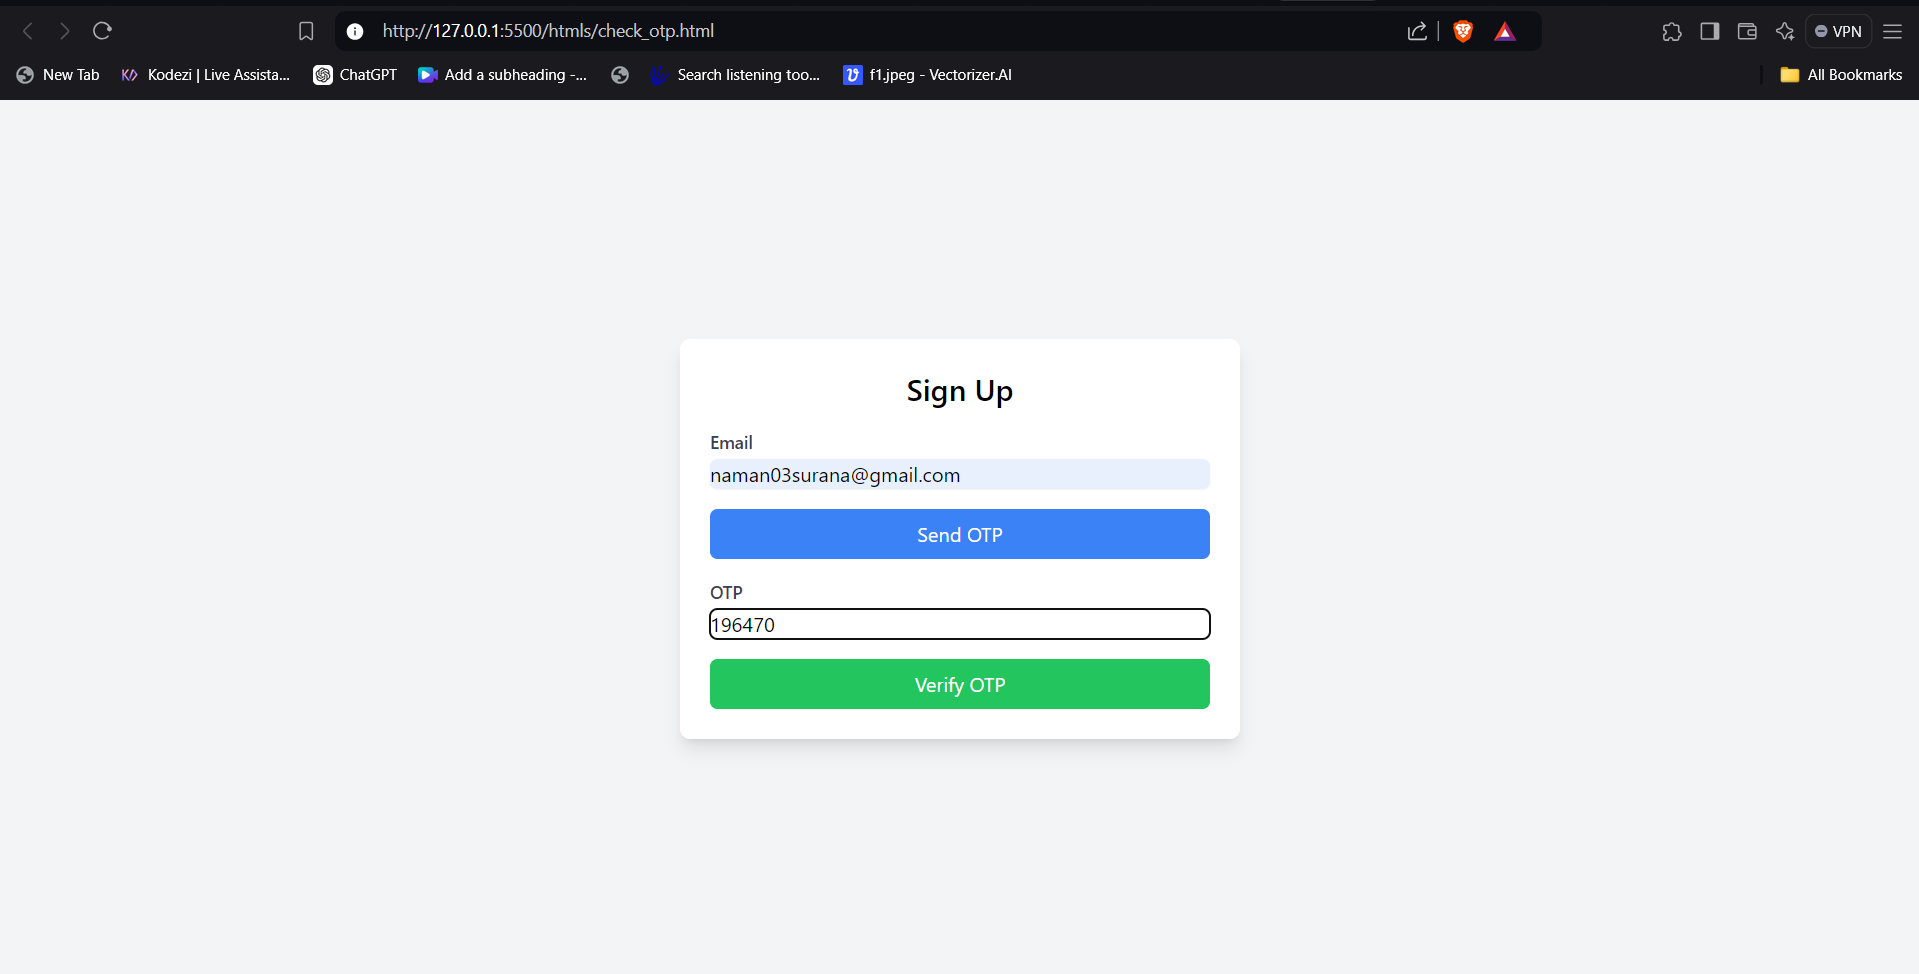 http://127.0.0.1:5500/htmls/check_otp.html
VPN
New Tab
K/> Kodezi | Live Assista...
ChatGPT
Add a subheading -...
Search listening too...
f1.jpeg - Vectorizer.AI
All Bookmarks
Sign Up
Email
naman03surana@gmail.com
Send OTP
OTP
196470
Verify OTP